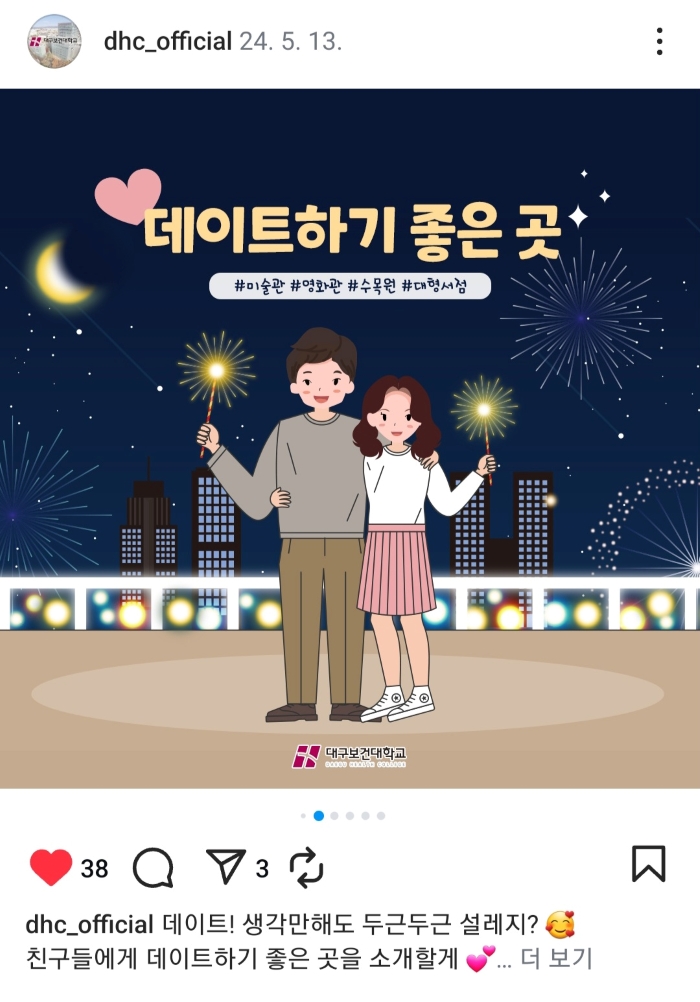 dhc_official 24. 5. 13.
데이트하기 좋은 곳
#미술관 #영화관 #수목원 #대형서점
대구보건대학교
DAEGU HEALTH COLLEGE
38
3
dhc_official 데이트! 생각만해도 두근두근 설레지? 🥰
친구들에게 데이트하기 좋은 곳을 소개할게 💕... 더 보기